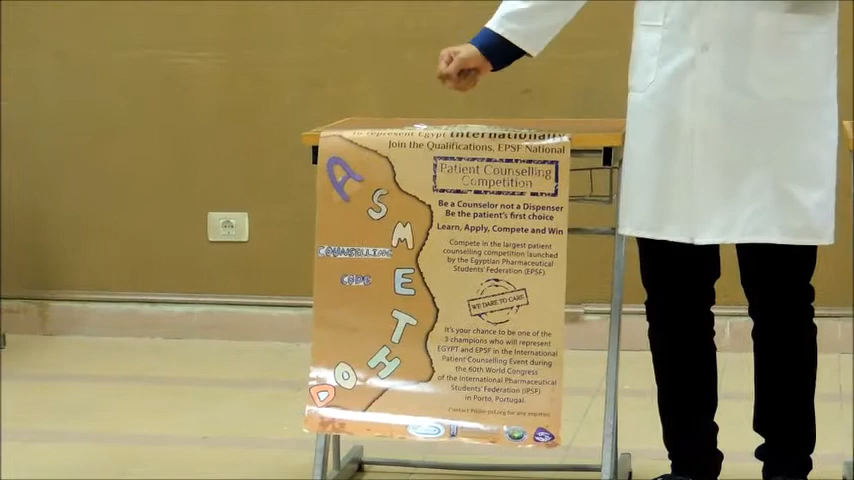 To represent Egypt Internationally
Join the Qualifications, EPSF National
Patient Counselling
Competition
Be a Counselor not a Dispenser
Be the patient's first choice
Learn, Apply, Compete and Win
Compete in the largest patient
counselling competition launched
by the Egyptian Pharmaceutical
Students' Federation (EPSF)
WE DARE TO CARE
It's your chance to be one of the
3 champions who will represent
EGYPT and EPSF in the International
Patient Counselling Event during
the 60th World Congress
of the International Pharmaceutical
Students' Federation (IPSF)
in Porto, Portugal.
A
S
M
E
T
H
O
D
COUNSELLING
CODE